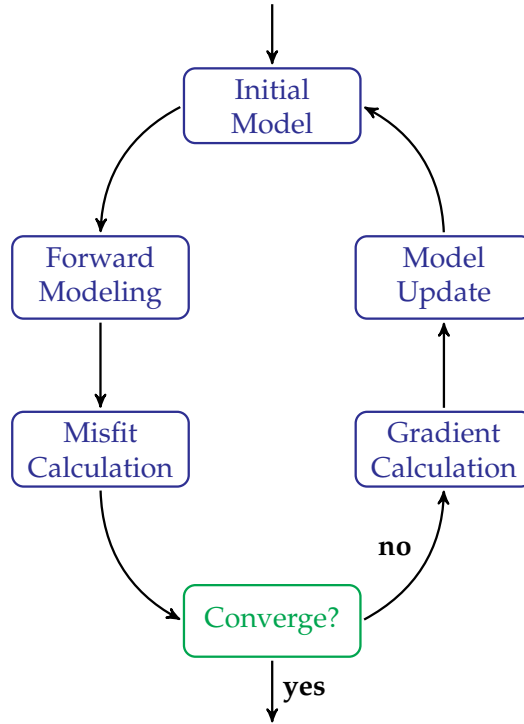 Initial
Model
Forward
Modeling
Model
Update
Misfit
Calculation
Gradient
Calculation
no
Converge?
yes